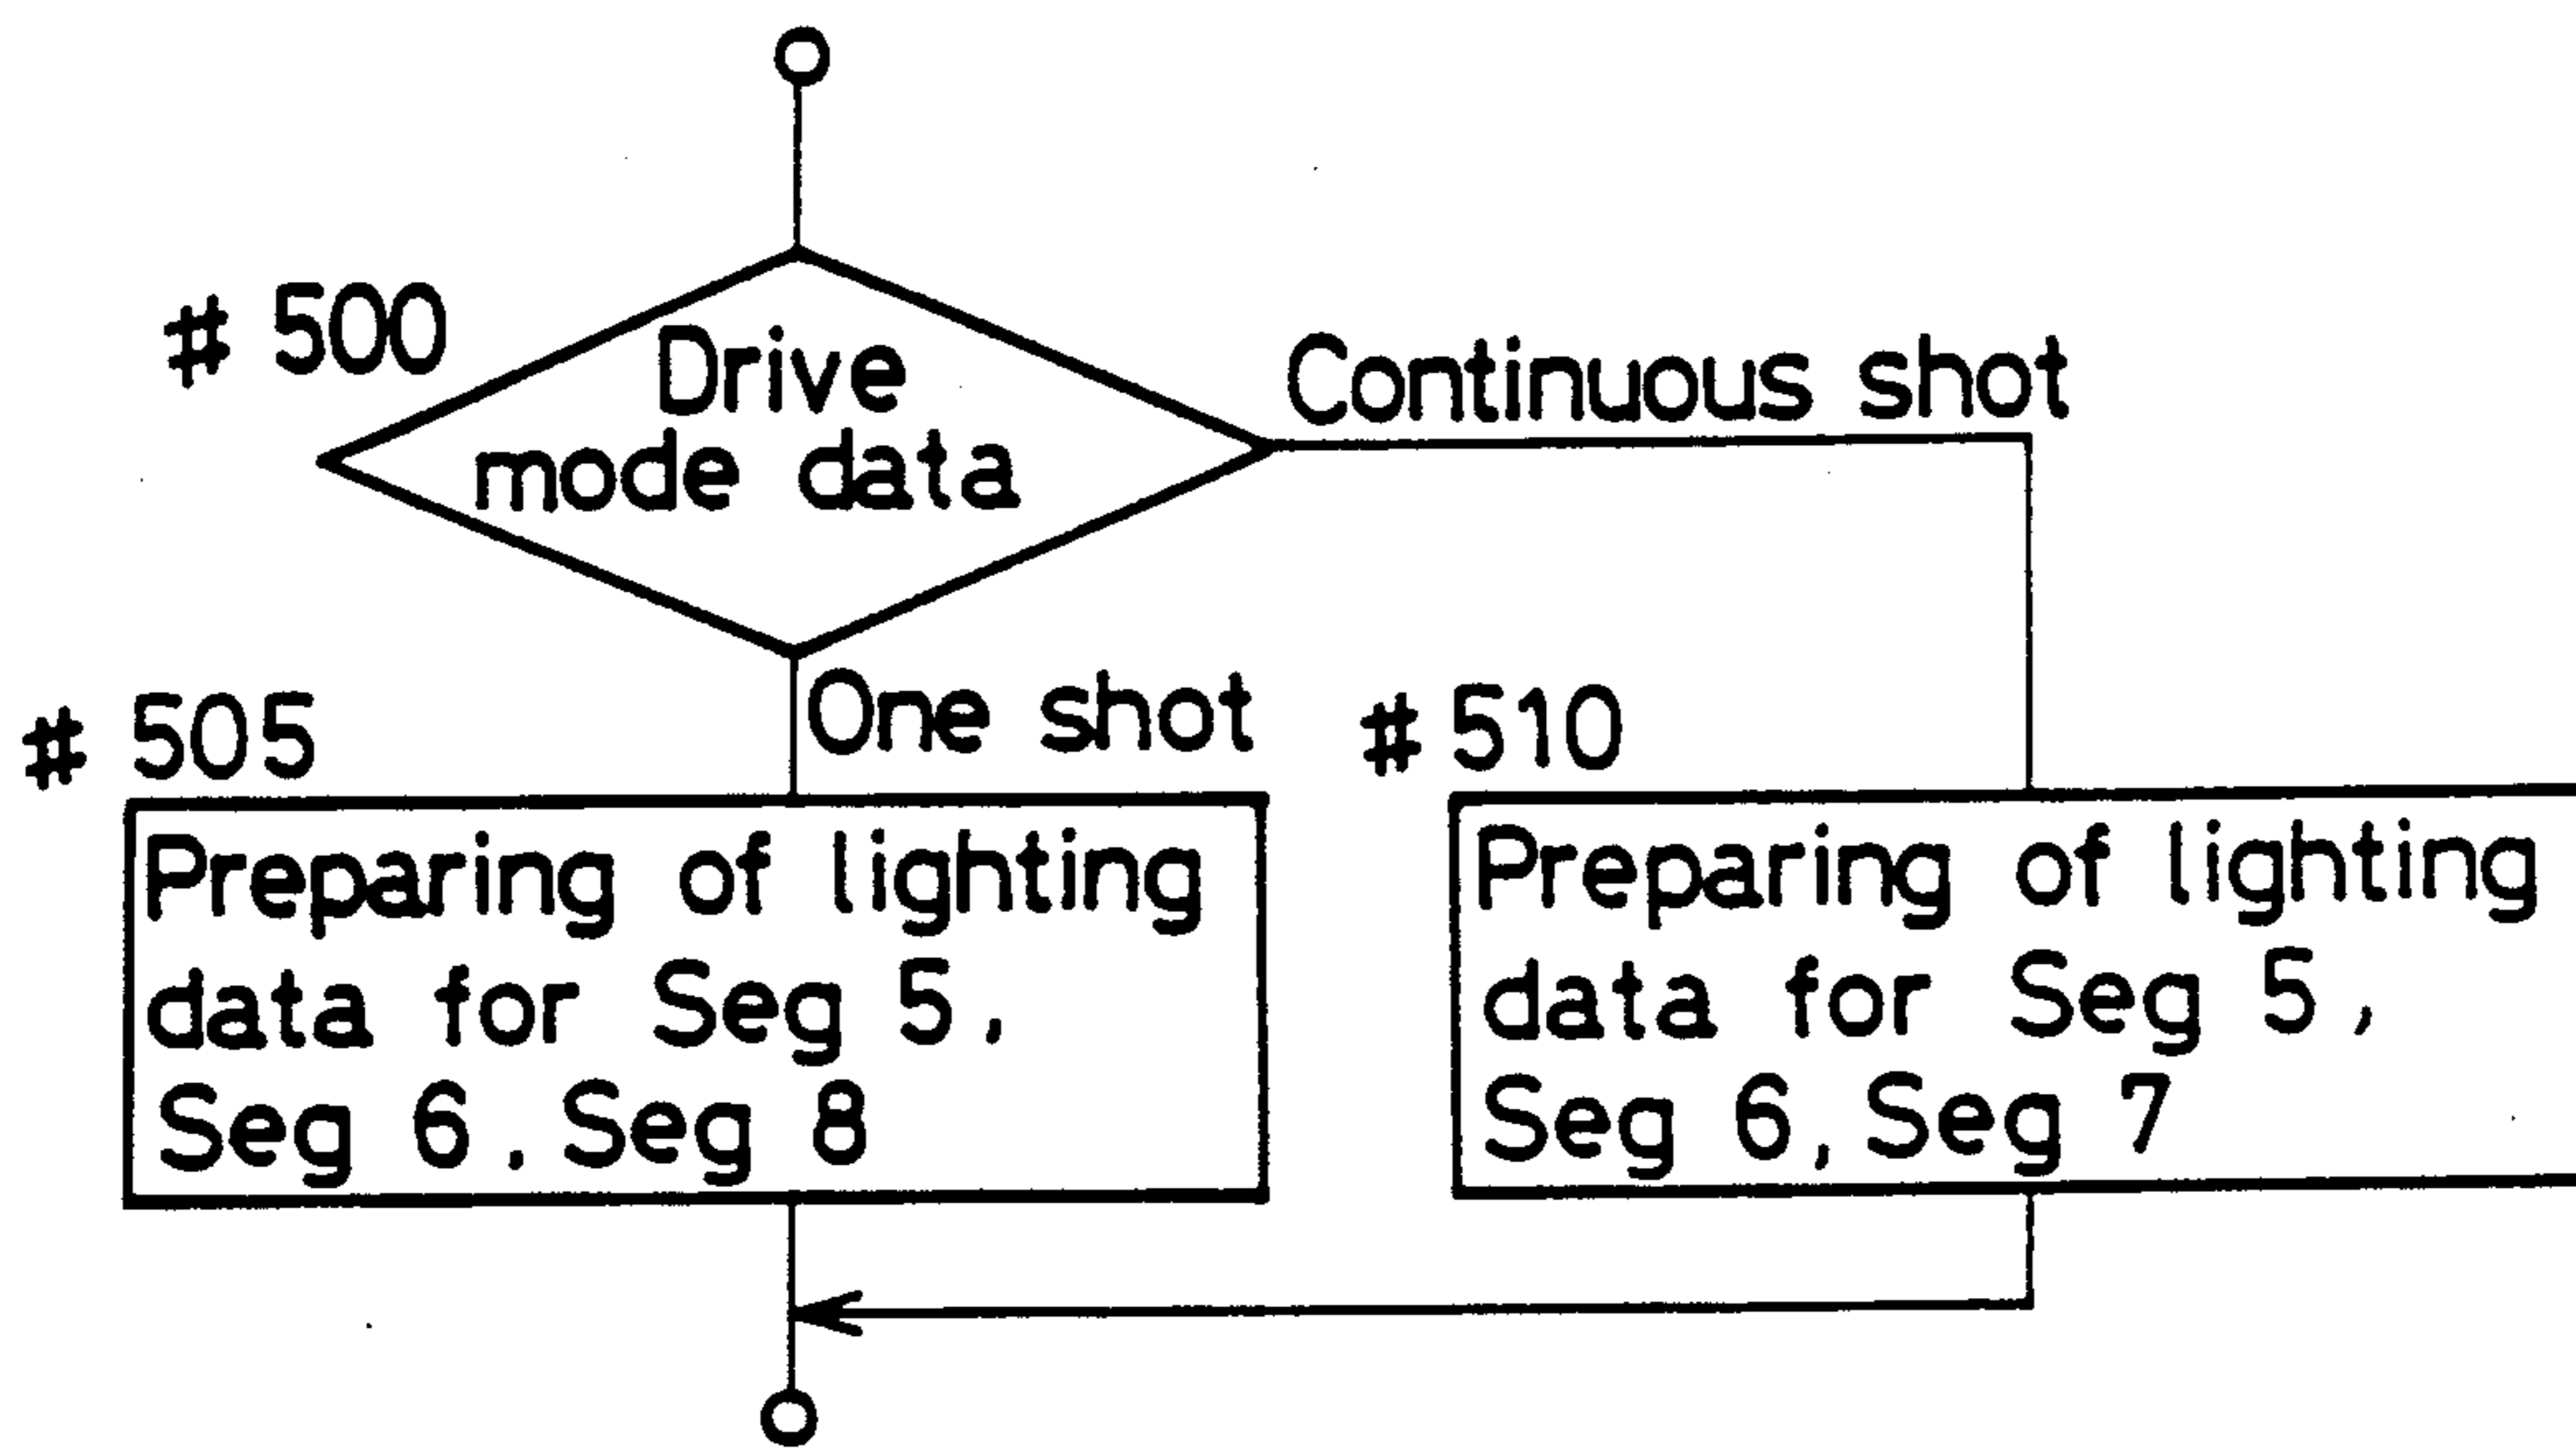 # 500
Drive
mode data
Continuous shot
One shot
# 505
Preparing of lighting
data for Seg 5,
Seg 6, Seg 8
# 510
Preparing of lighting
data for Seg 5,
Seg 6, Seg 7